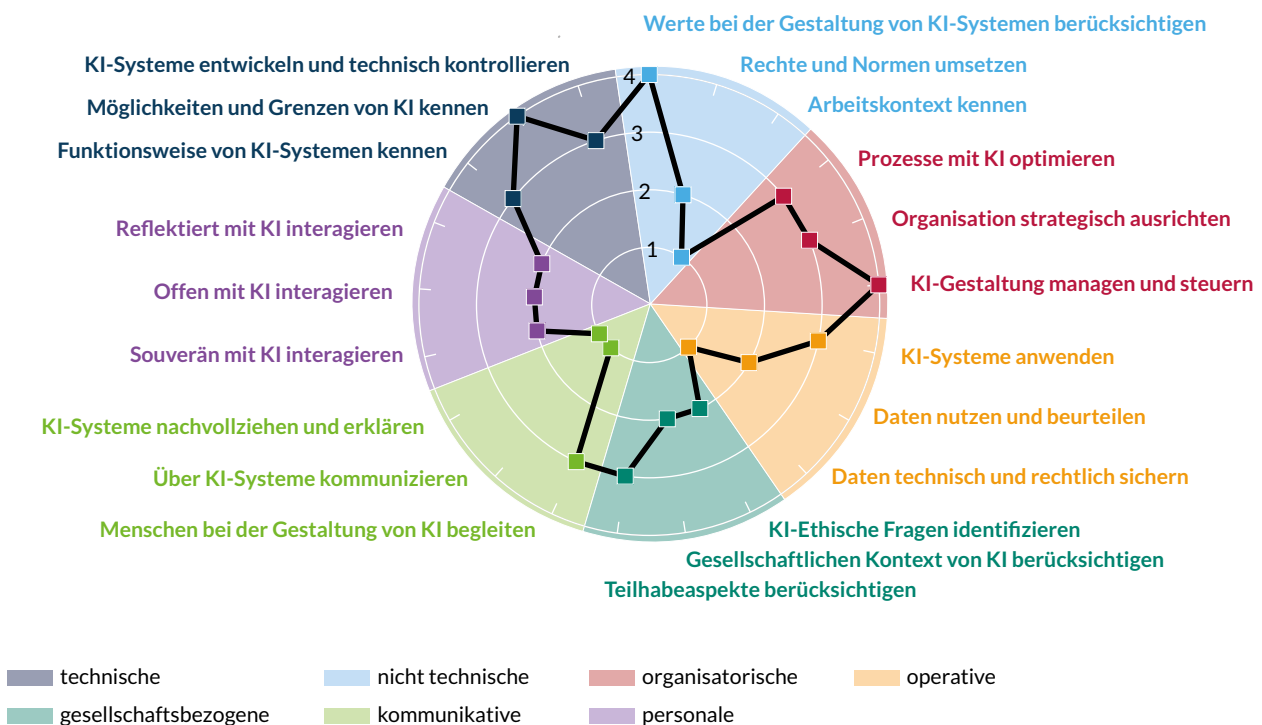 Werte bei der Gestaltung von KI-Systemen berücksichtigen
KI-Systeme entwickeln und technisch kontrollieren
Rechte und Normen umsetzen
Möglichkeiten und Grenzen von KI kennen
Arbeitskontext kennen
Funktionsweise von KI-Systemen kennen
Prozesse mit KI optimieren
Reflektiert mit KI interagieren
Organisation strategisch ausrichten
Offen mit KI interagieren
KI-Gestaltung managen und steuern
Souverän mit KI interagieren
KI-Systeme anwenden
KI-Systeme nachvollziehen und erklären
Daten nutzen und beurteilen
Über KI-Systeme kommunizieren
Daten technisch und rechtlich sichern
Menschen bei der Gestaltung von KI begleiten
KI-Ethische Fragen identifizieren
Gesellschaftlichen Kontext von KI berücksichtigen
Teilhabeaspekte berücksichtigen
4
3
2
1
technische
nicht technische
organisatorische
operative
gesellschaftsbezogene
kommunikative
personale